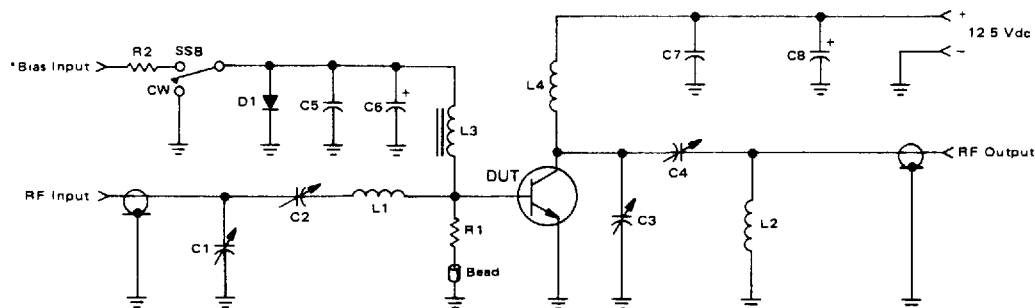 +
12 5 Vdc
−
R2
SSB
*Bias Input
CW
D1
C5
C6
+
L3
C7
C8
+
L4
DUT
C4
RF Output
RF Input
C2
L1
C1
R1
C3
L2
Bead